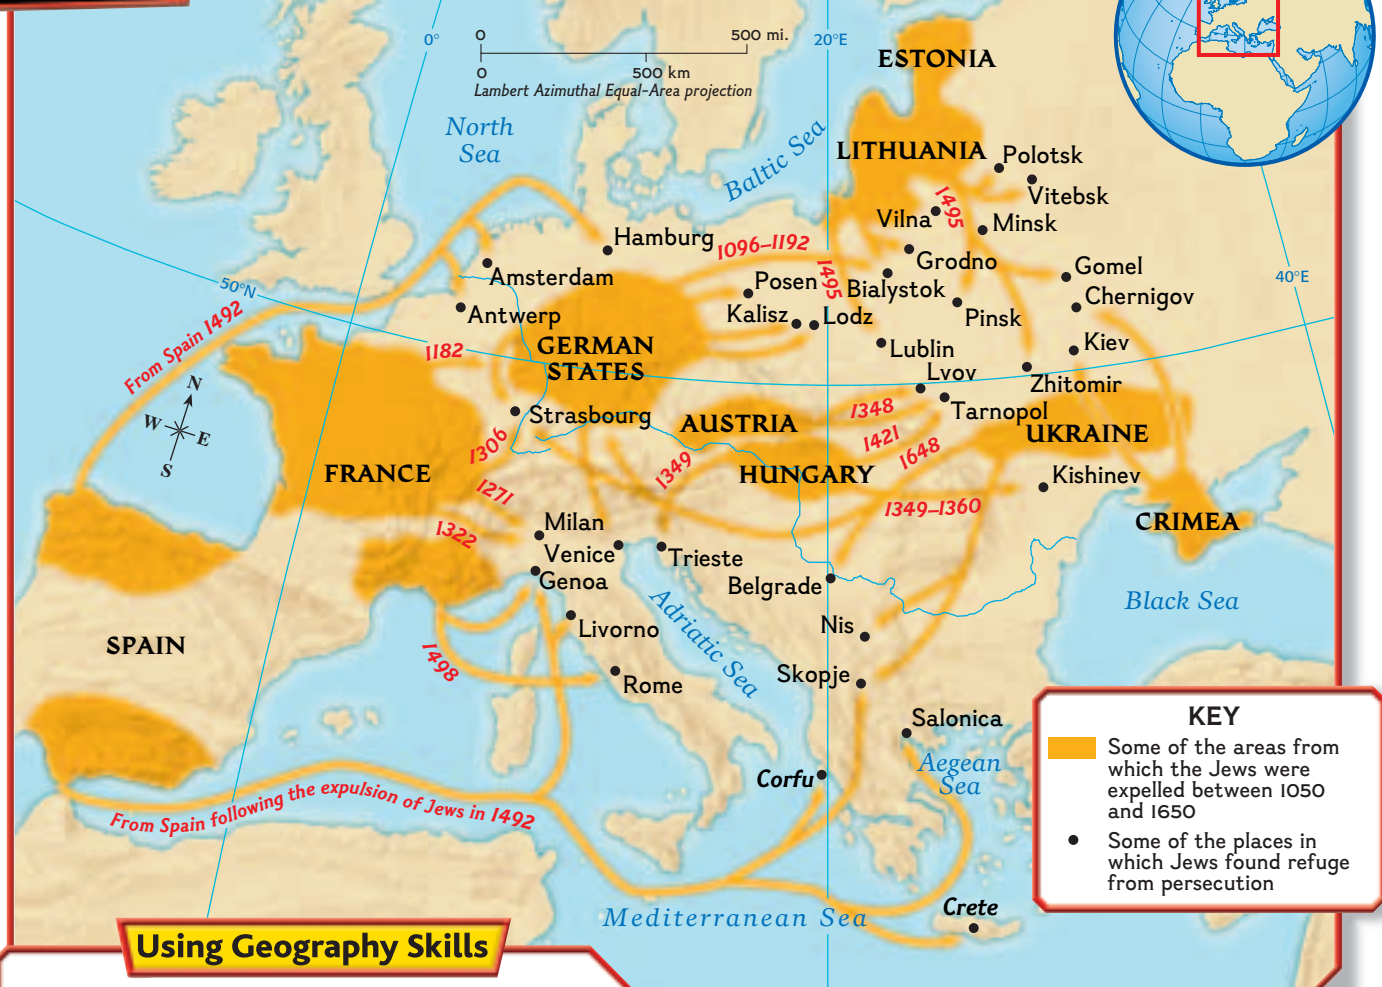 0
500 mi.
0
500 km
Lambert Azimuthal Equal-Area projection
0°
20°E
40°E
50°N
North
Sea
Baltic Sea
ESTONIA
LITHUANIA
Polotsk
Vitebsk
Vilna
1495
Minsk
Hamburg
1096–1192
Grodno
Gomel
Amsterdam
Posen
1495
Bialystok
Chernigov
Antwerp
Kalisz
Lodz
Pinsk
From Spain 1492
1182
GERMAN
STATES
Lublin
Kiev
N
W
E
S
Lvov
Zhitomir
Strasbourg
AUSTRIA
1348
Tarnopol
1421
UKRAINE
1306
FRANCE
1349
HUNGARY
1648
Kishinev
1271
1349–1360
1322
Milan
CRIMEA
Venice
Trieste
Genoa
Belgrade
Black Sea
Livorno
Adriatic Sea
Nis
SPAIN
1498
Rome
Skopje
Salonica
Aegean
Sea
Corfu
From Spain following the expulsion of Jews in 1492
Crete
Mediterranean Sea
KEY
Some of the areas from
which the Jews were
expelled between 1050
and 1650
Some of the places in
which Jews found refuge
from persecution
Using Geography Skills